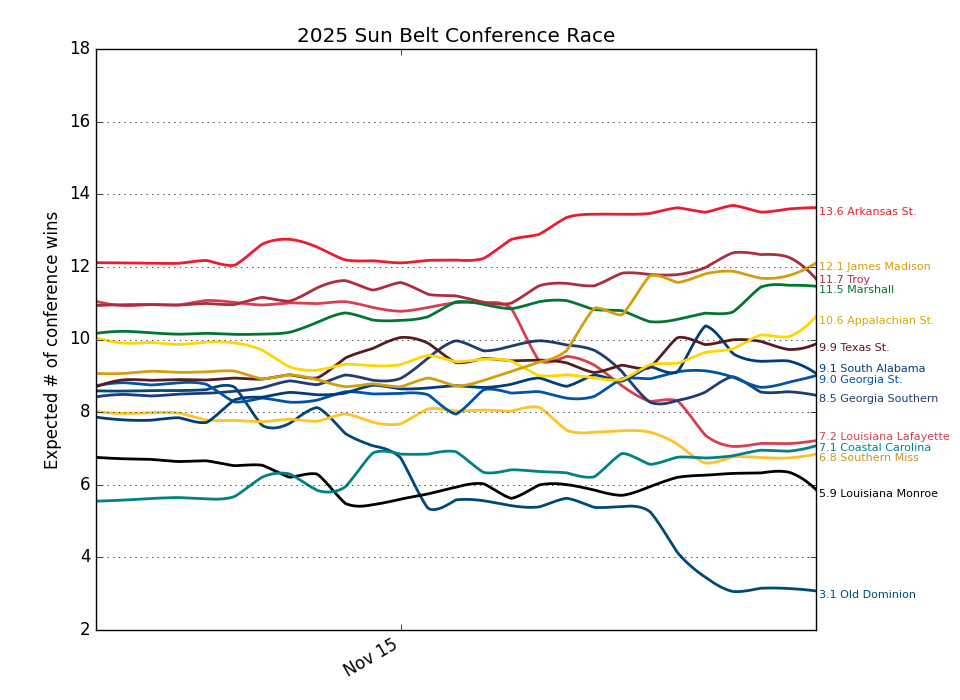 2025 Sun Belt Conference Race
Expected # of conference wins
18
16
14
12
10
8
6
4
2
Nov 15
13.6 Arkansas St.
12.1 James Madison
11.7 Troy
11.5 Marshall
10.6 Appalachian St.
9.9 Texas St.
9.1 South Alabama
9.0 Georgia St.
8.5 Georgia Southern
7.2 Louisiana Lafayette
7.1 Coastal Carolina
6.8 Southern Miss
5.9 Louisiana Monroe
3.1 Old Dominion